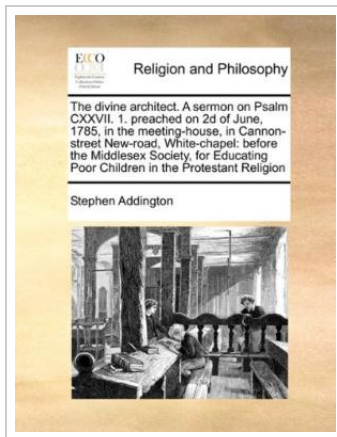 ECCO
Religion and Philosophy
The divine architect. A sermon on Psalm
CXXVII. 1. preached on 2d of June,
1785, in the meeting-house, in Cannon-
street New-road, White-chapel: before
the Middlesex Society, for Educating
Poor Children in the Protestant Religion
Stephen Addington